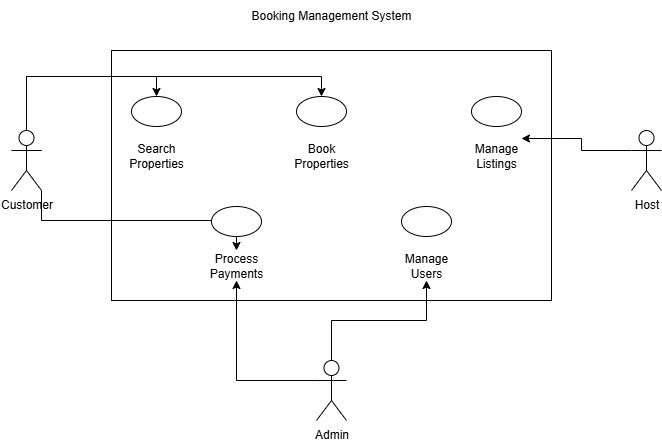 Booking Management System
Search
Properties
Book
Properties
Manage
Listings
Customer
Host
Process
Payments
Manage
Users
Admin